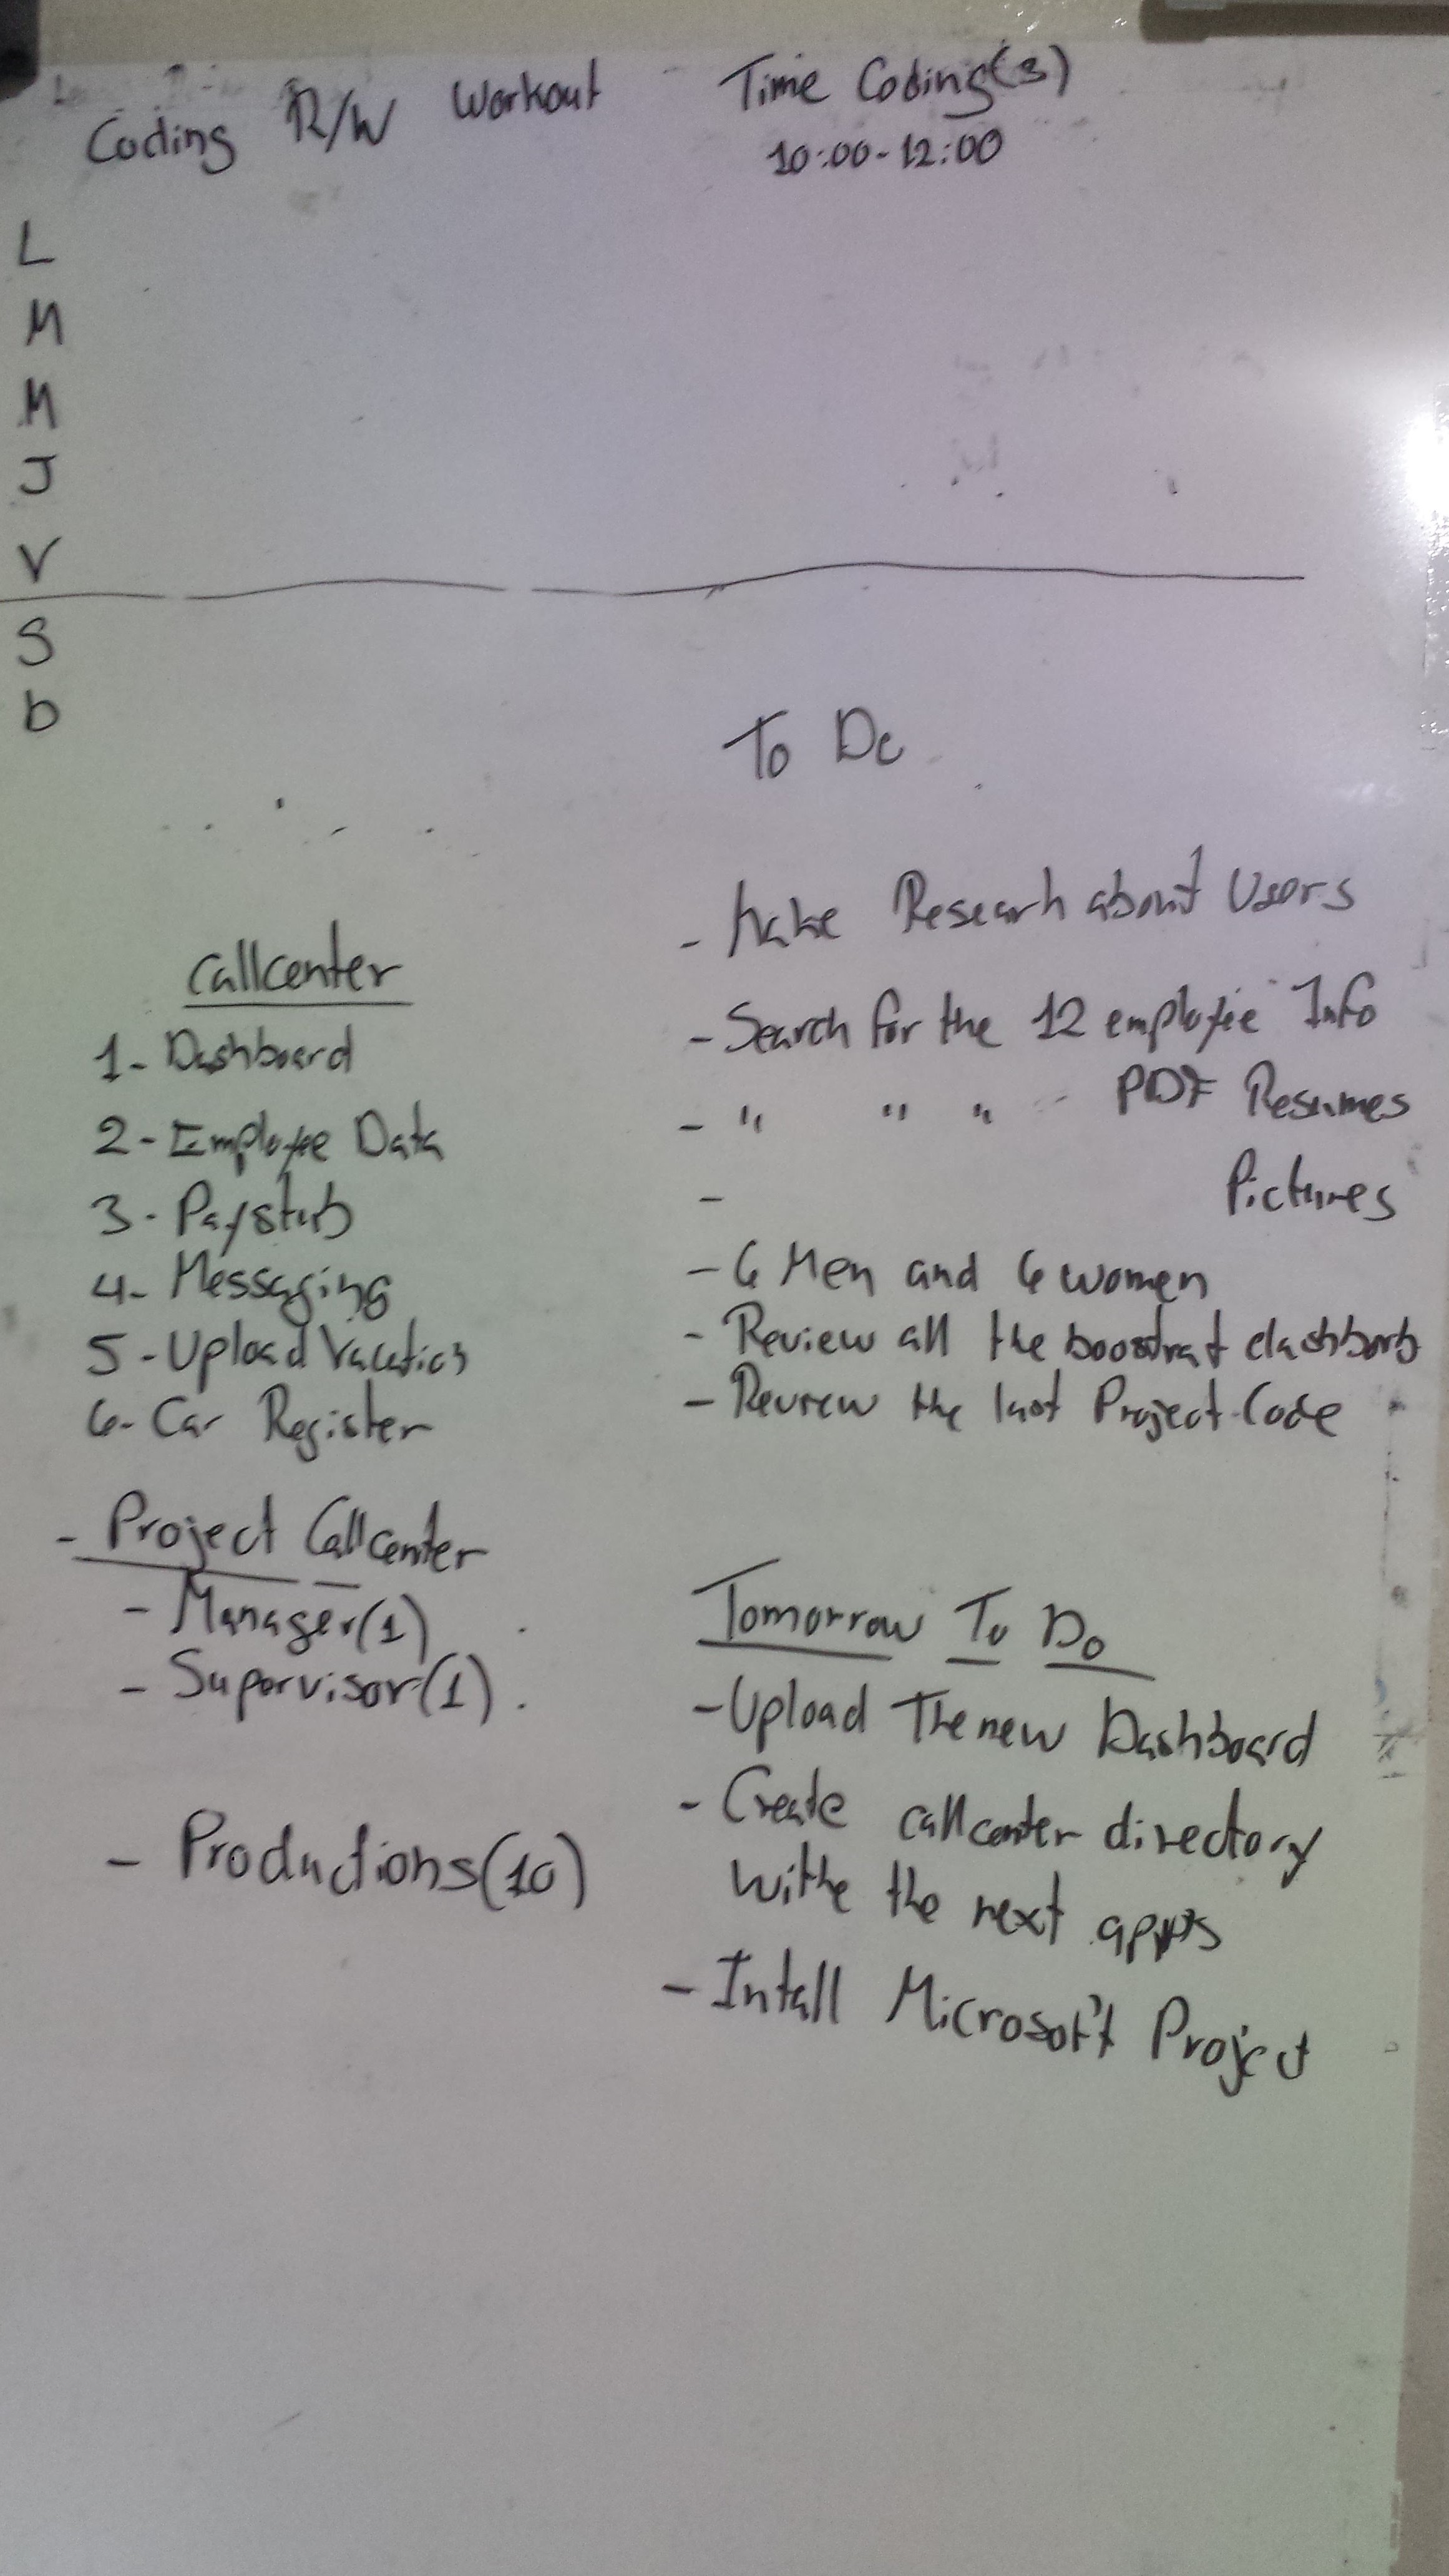 Coding R/W Workout
Time Coding(3)
10:00-12:00
L
M
M
J
V
S
D
Callcenter
1- Dashboard
2- Employee Data
3- Paystub
4- Messaging
5- Upload Vacation
6- Car Register
- Project Callcenter
- Manager(1)
- Supervisor(1).
- Productions(10)
To Do
- Make Research about Users
- Search for the 12 employee Info
- " " " PDF Resumes
- Pictures
- 6 Men and 6 women
- Review all the boostrat dashborb
- Review the last Project Code
Tomorrow To Do
- Upload The new Dashboard
- Create callcenter directory
withe the next apps
- Intall Microsoft Project